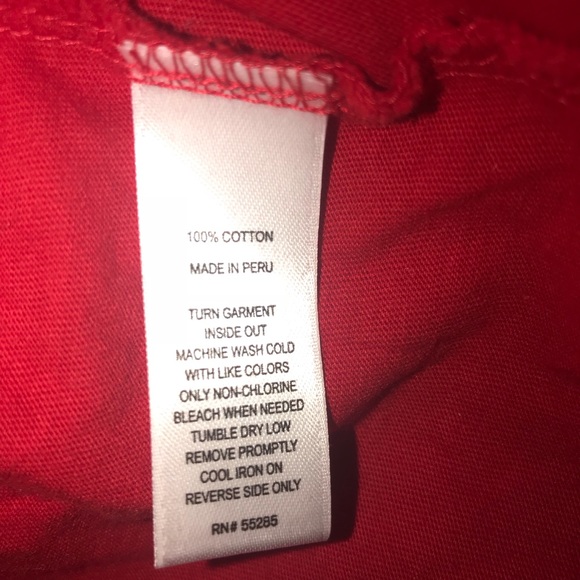 100% COTTON
MADE IN PERU
TURN GARMENT
INSIDE OUT
MACHINE WASH COLD
WITH LIKE COLORS
ONLY NON-CHLORINE
BLEACH WHEN NEEDED
TUMBLE DRY LOW
REMOVE PROMPTLY
COOL IRON ON
REVERSE SIDE ONLY
RN# 55285